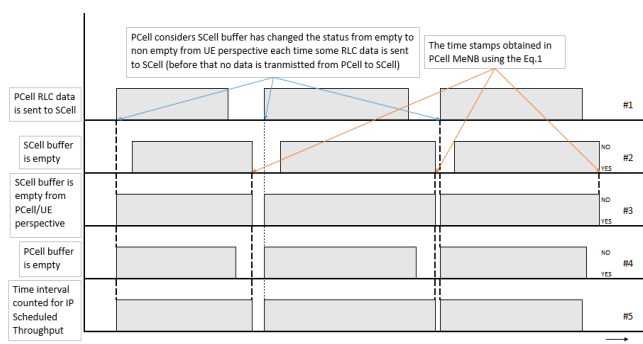 PCell considers SCell buffer has changed the status from empty to
non empty from UE perspective each time some RLC data is sent
to SCell (before that no data is tranmistted from PCell to SCell)
The time stamps obtained in
PCell MeNB using the Eq.1
PCell RLC data
is sent to SCell
#1
SCell buffer
is empty
NO
#2
YES
SCell buffer is
empty from
PCell/UE
perspective
NO
#3
YES
PCell buffer
is empty
NO
#4
YES
Time interval
counted for IP
Scheduled
Throughput
#5